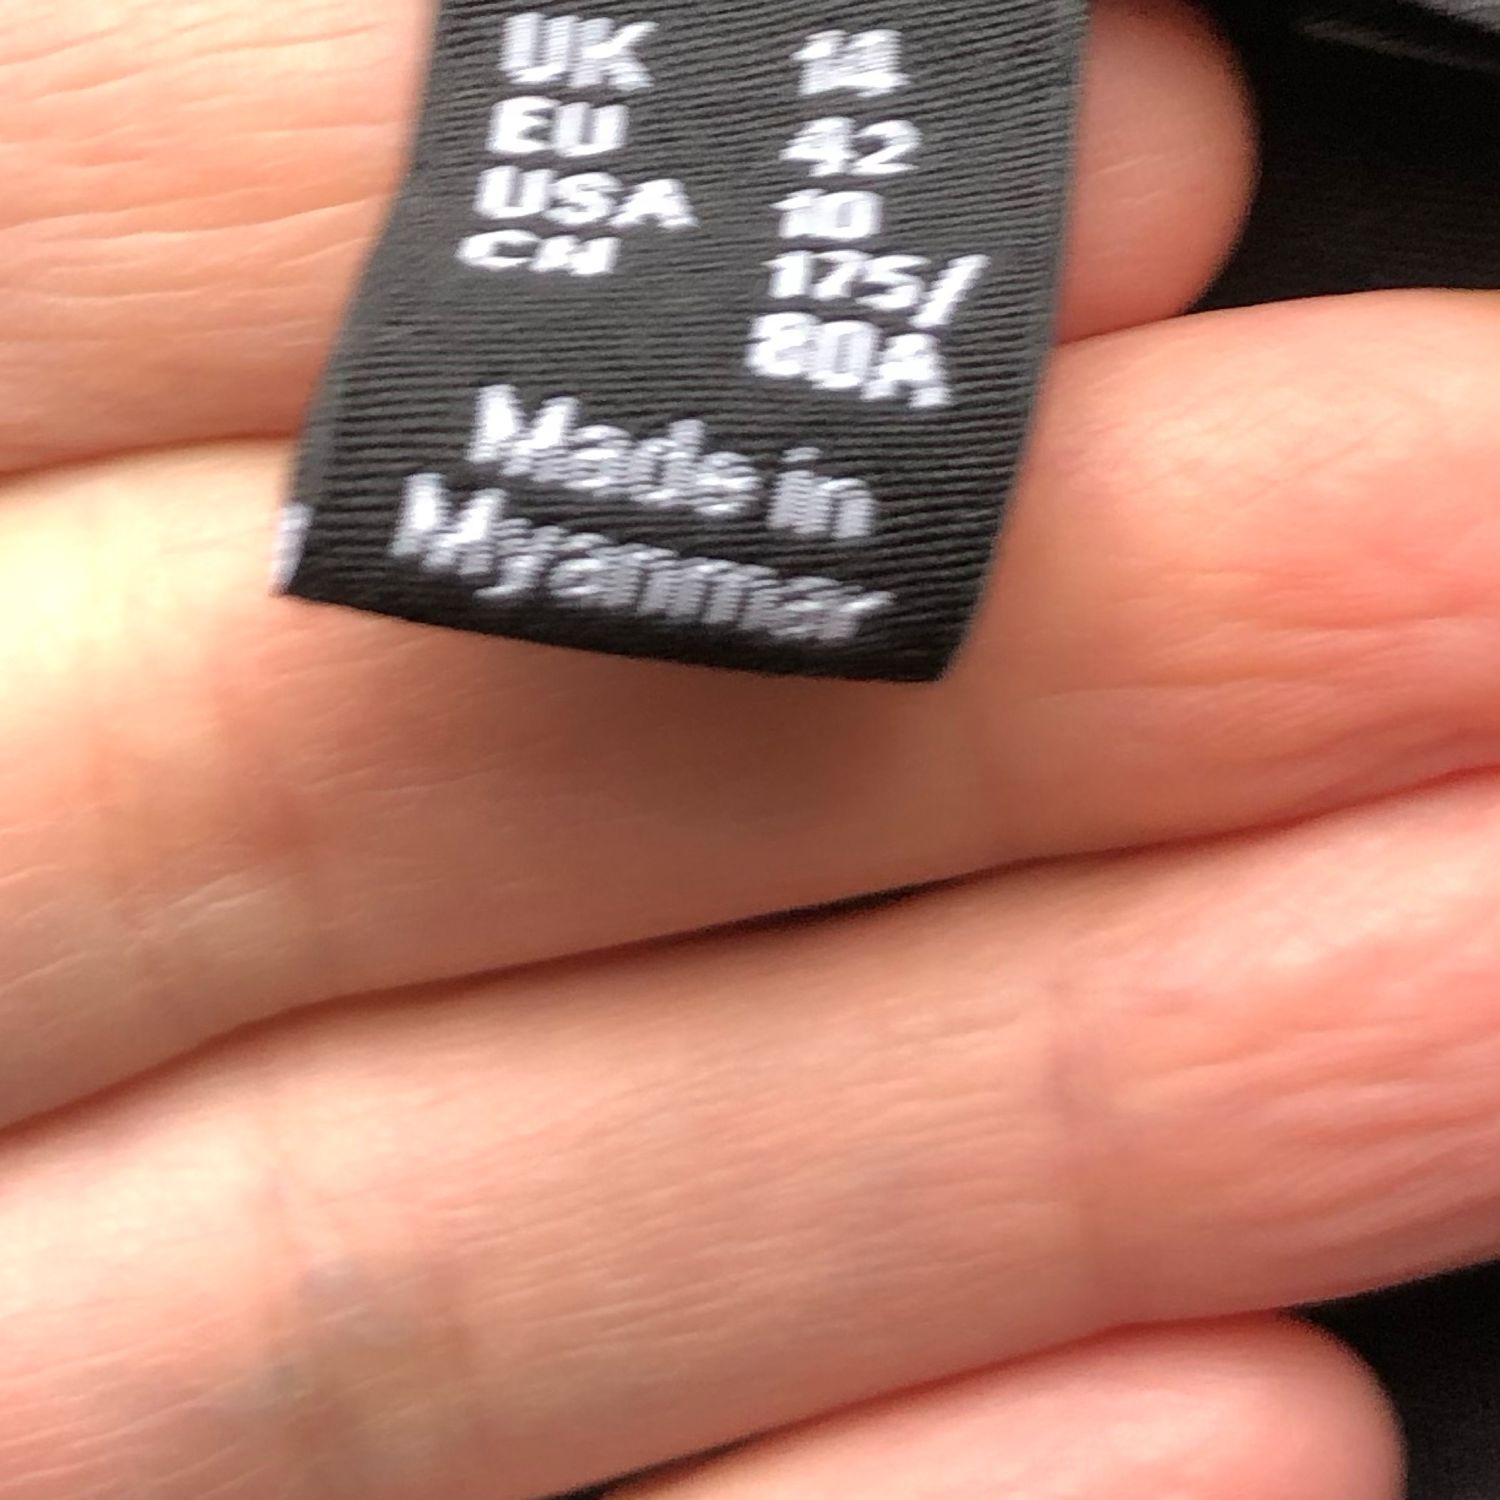 UK 14
EU 42
USA 10
CN 175/
80A
Made in
Myanmar